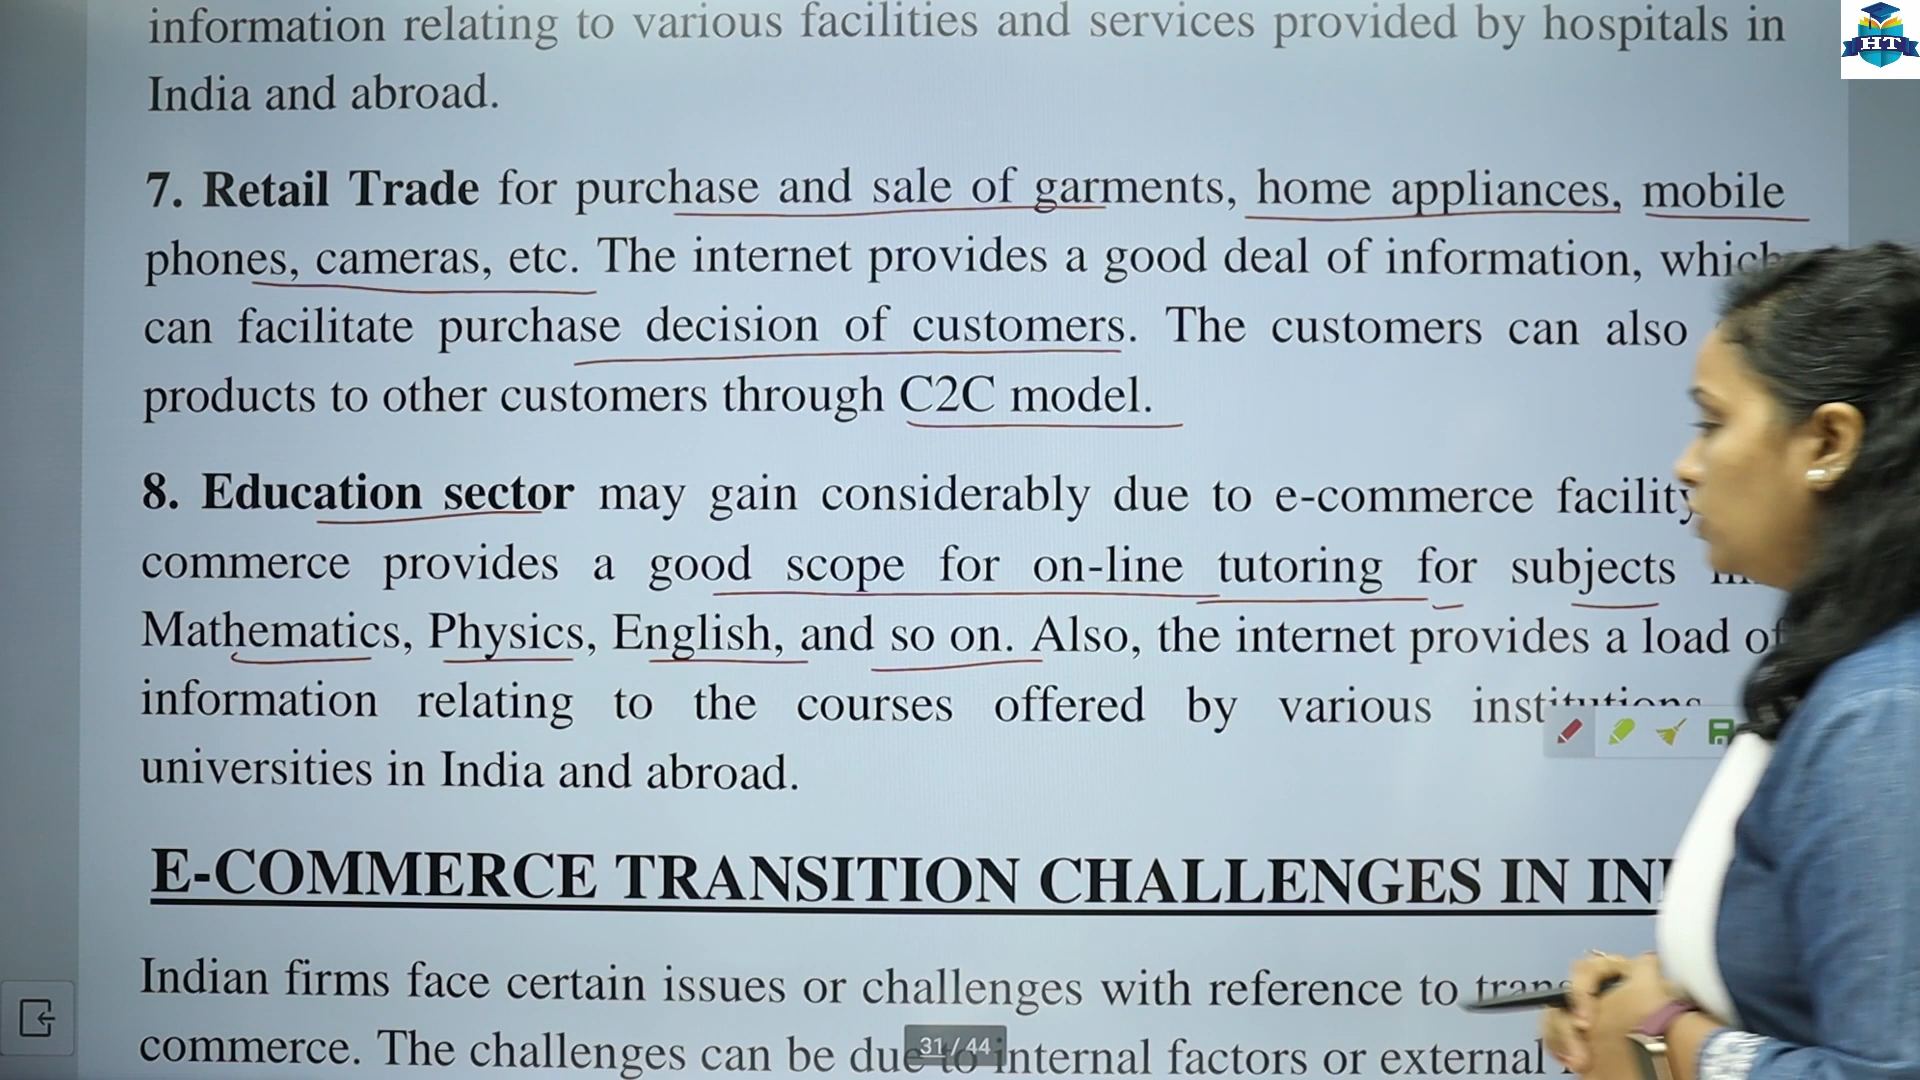 HT
information relating to various facilities and services provided by hospitals in
India and abroad.
7. Retail Trade for purchase and sale of garments, home appliances, mobile
phones, cameras, etc. The internet provides a good deal of information, which
can facilitate purchase decision of customers. The customers can also
products to other customers through C2C model.
8. Education sector may gain considerably due to e-commerce facility
commerce provides a good scope for on-line tutoring for subjects
Mathematics, Physics, English, and so on. Also, the internet provides a load of
information relating to the courses offered by various institutions
universities in India and abroad.
E-COMMERCE TRANSITION CHALLENGES IN
Indian firms face certain issues or challenges with reference to
commerce. The challenges can be due to internal factors or external
31 / 44